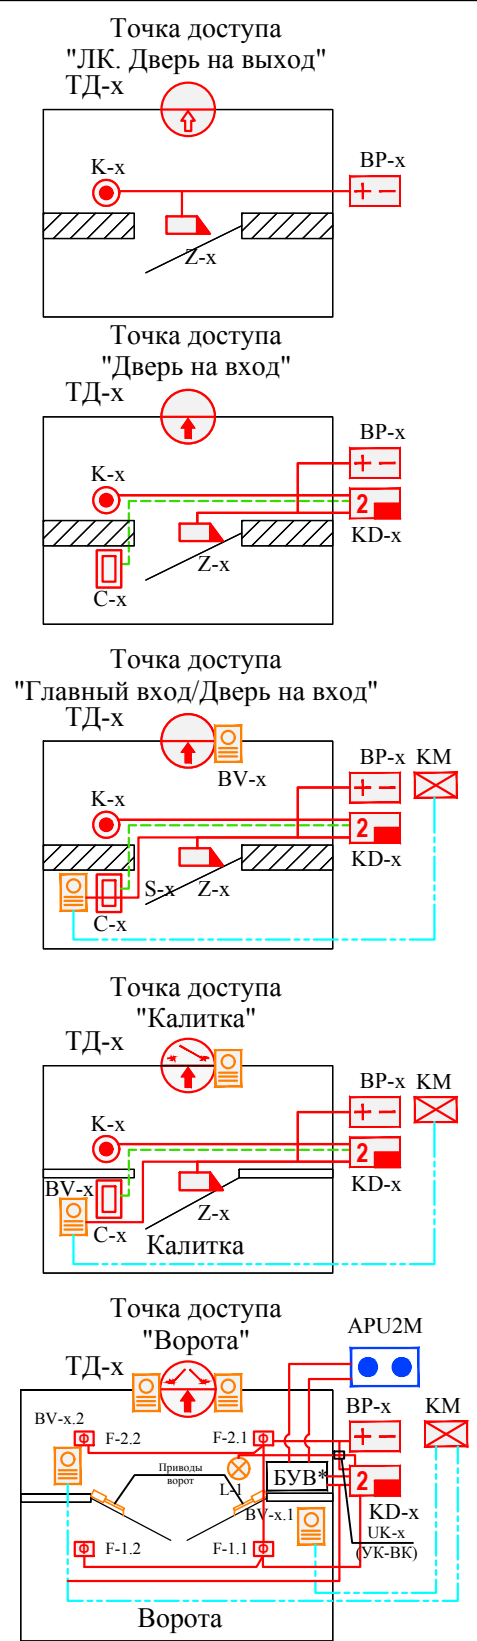 Точка доступа
"ЛК. Дверь на выход"
ТД-х
К-х
ВР-х
Z-х
Точка доступа
"Дверь на вход"
ТД-х
ВР-х
К-х
2
KD-х
Z-х
С-х
Точка доступа
"Главный вход/Дверь на вход"
ТД-х
BV-х
ВР-х КМ
К-х
2
KD-х
S-х Z-х
С-х
Точка доступа
"Калитка"
ТД-х
ВР-х КМ
К-х
2
BV-х
KD-х
Z-х
С-х
Калитка
Точка доступа
"Ворота"
APU2M
ТД-х
ВР-х КМ
BV-х.2
F-2.2
F-2.1
Приводы
ворот
L-1
БУВ*
2
BV-х.1
KD-х
UK-х
(УК-ВК)
F-1.2
F-1.1
Ворота